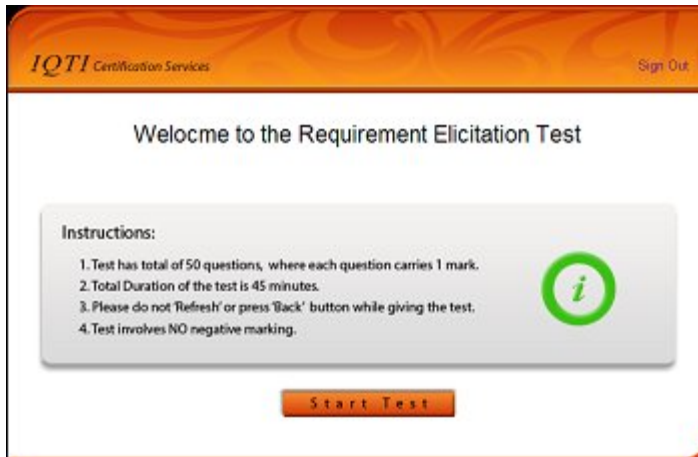 IQTI Certification Services
Sign Out
Welocme to the Requirement Elicitation Test
Instructions:
1. Test has total of 50 questions, where each question carries 1 mark.
2. Total Duration of the test is 45 minutes.
3. Please do not 'Refresh' or press 'Back' button while giving the test.
4. Test involves NO negative marking.
i
Start Test